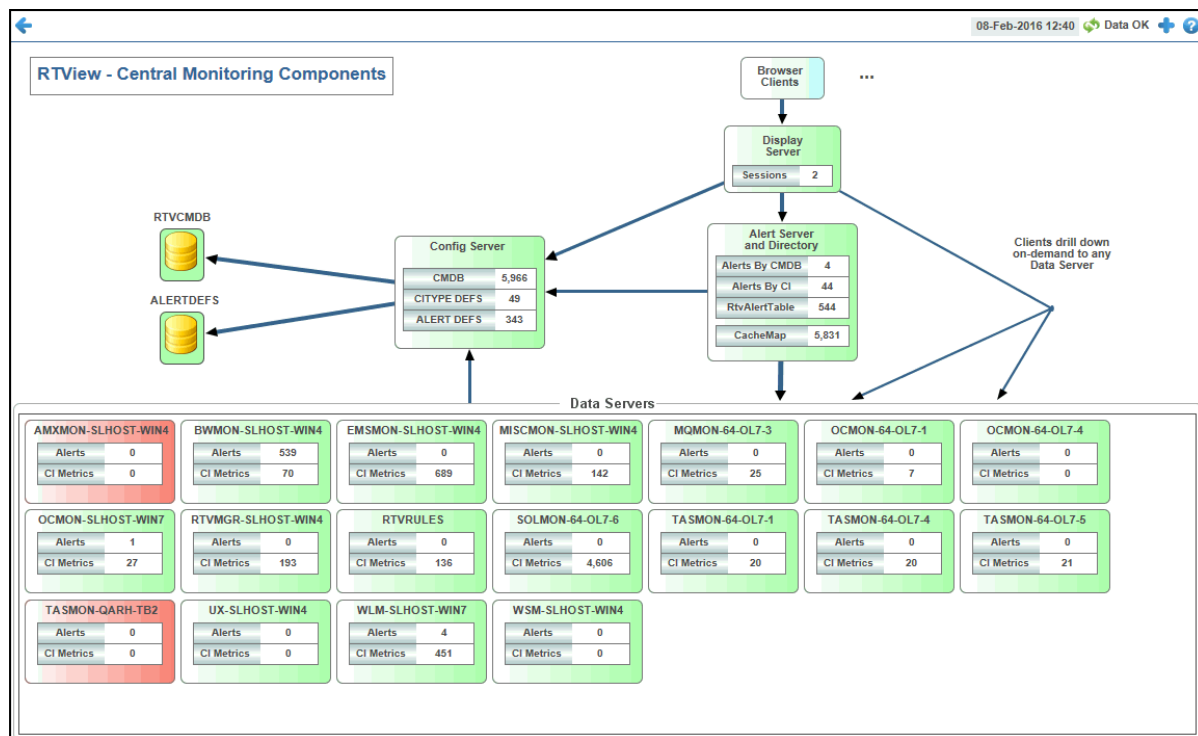 08-Feb-2016 12:40 Data OK
RTView - Central Monitoring Components
Browser
Clients
...
Display
Server
Sessions 2
RTVCMDB
ALERTDEFS
Config Server
CMDB 5,966
CITYPE DEFS 49
ALERT DEFS 343
Alert Server
and Directory
Alerts By CMDB 4
Alerts By CI 44
RtvAlertTable 544
CacheMap 5,831
Clients drill down
on-demand to any
Data Server
Data Servers
AMXMON-SLHOST-WIN4
Alerts 0
CI Metrics 0
BWMON-SLHOST-WIN4
Alerts 539
CI Metrics 70
EMSMON-SLHOST-WIN4
Alerts 0
CI Metrics 689
MISCMON-SLHOST-WIN4
Alerts 0
CI Metrics 142
MQMON-64-OL7-3
Alerts 0
CI Metrics 25
OCMON-64-OL7-1
Alerts 0
CI Metrics 7
OCMON-64-OL7-4
Alerts 0
CI Metrics 0
OCMON-SLHOST-WIN7
Alerts 1
CI Metrics 27
RTVMGR-SLHOST-WIN4
Alerts 0
CI Metrics 193
RTVRULES
Alerts 0
CI Metrics 136
SOLMON-64-OL7-6
Alerts 0
CI Metrics 4,606
TASMON-64-OL7-1
Alerts 0
CI Metrics 20
TASMON-64-OL7-4
Alerts 0
CI Metrics 20
TASMON-64-OL7-5
Alerts 0
CI Metrics 21
TASMON-QARH-TB2
Alerts 0
CI Metrics 0
UX-SLHOST-WIN4
Alerts 0
CI Metrics 0
WLM-SLHOST-WIN7
Alerts 4
CI Metrics 451
WSM-SLHOST-WIN4
Alerts 0
CI Metrics 0